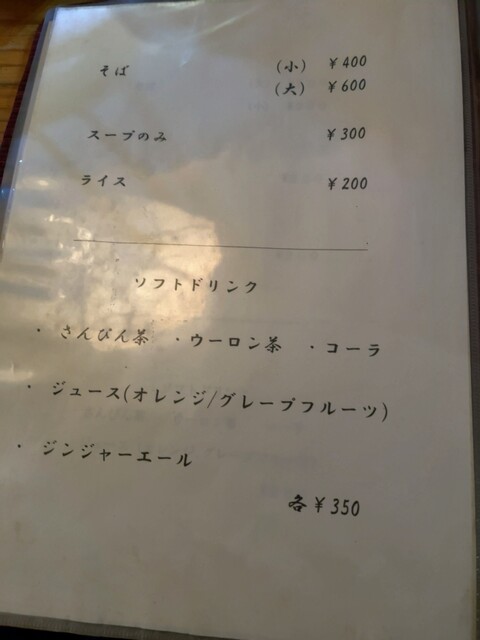 そば (小) ¥400
(大) ¥600
スープのみ ¥300
ライス ¥200
ソフトドリンク
・さんぴん茶 ・ウーロン茶 ・コーラ
・ジュース(オレンジ/グレープフルーツ)
・ジンジャーエール
各¥350